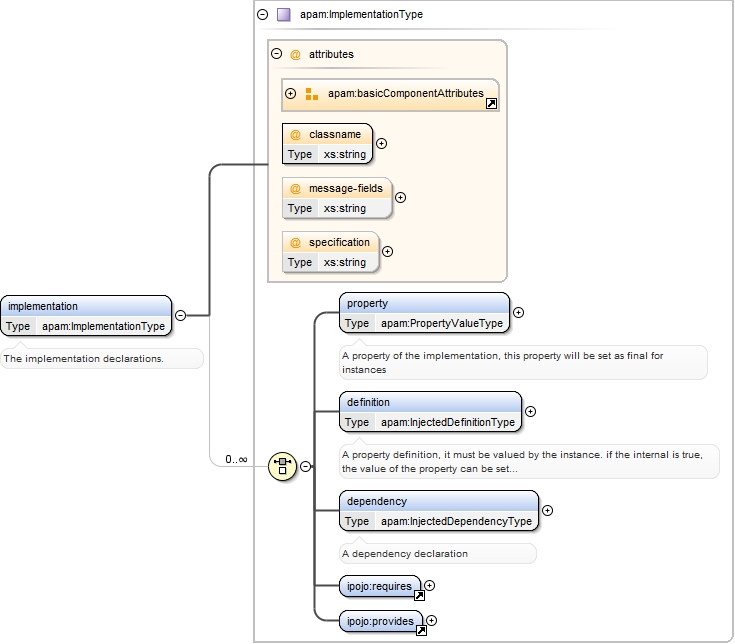 apam:ImplementationType
@ attributes
apam:basicComponentAttributes
@ classname
Type xs:string
@ message-fields
Type xs:string
@ specification
Type xs:string
implementation
Type apam:ImplementationType
The implementation declarations.
0..∞
property
Type apam:PropertyValueType
A property of the implementation, this property will be set as final for
instances
definition
Type apam:InjectedDefinitionType
A property definition, it must be valued by the instance. if the internal is true,
the value of the property can be set...
dependency
Type apam:InjectedDependencyType
A dependency declaration
ipojo:requires
ipojo:provides